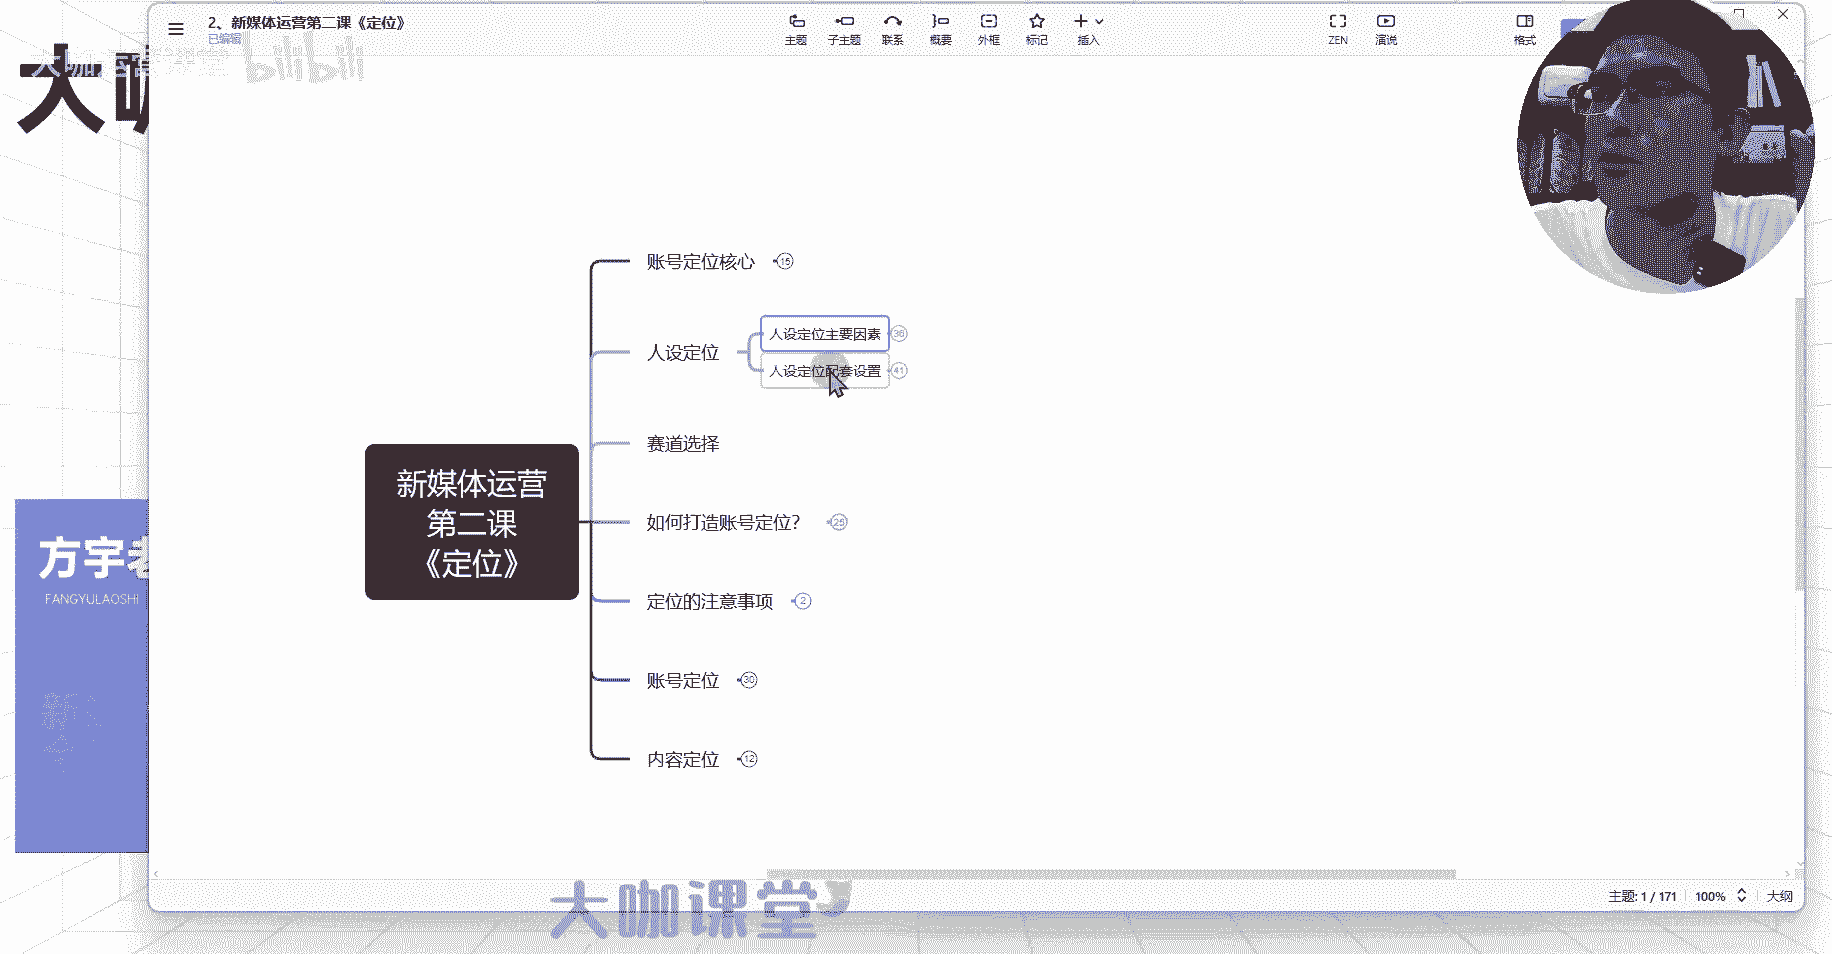 2、新媒体运营第二课《定位》
已编辑
主题
子主题
联系
概要
外框
标记
插入
ZEN
演说
格式
大咖
bilibili
账号定位核心
15
人设定位
人设定位主要因素
36
人设定位配套设置
41
赛道选择
新媒体运营
第二课
《定位》
如何打造账号定位？
25
定位的注意事项
2
账号定位
30
内容定位
12
方宇老
FANGYULAOSHI
主题: 1 / 171
100%
大纲
大咖课堂